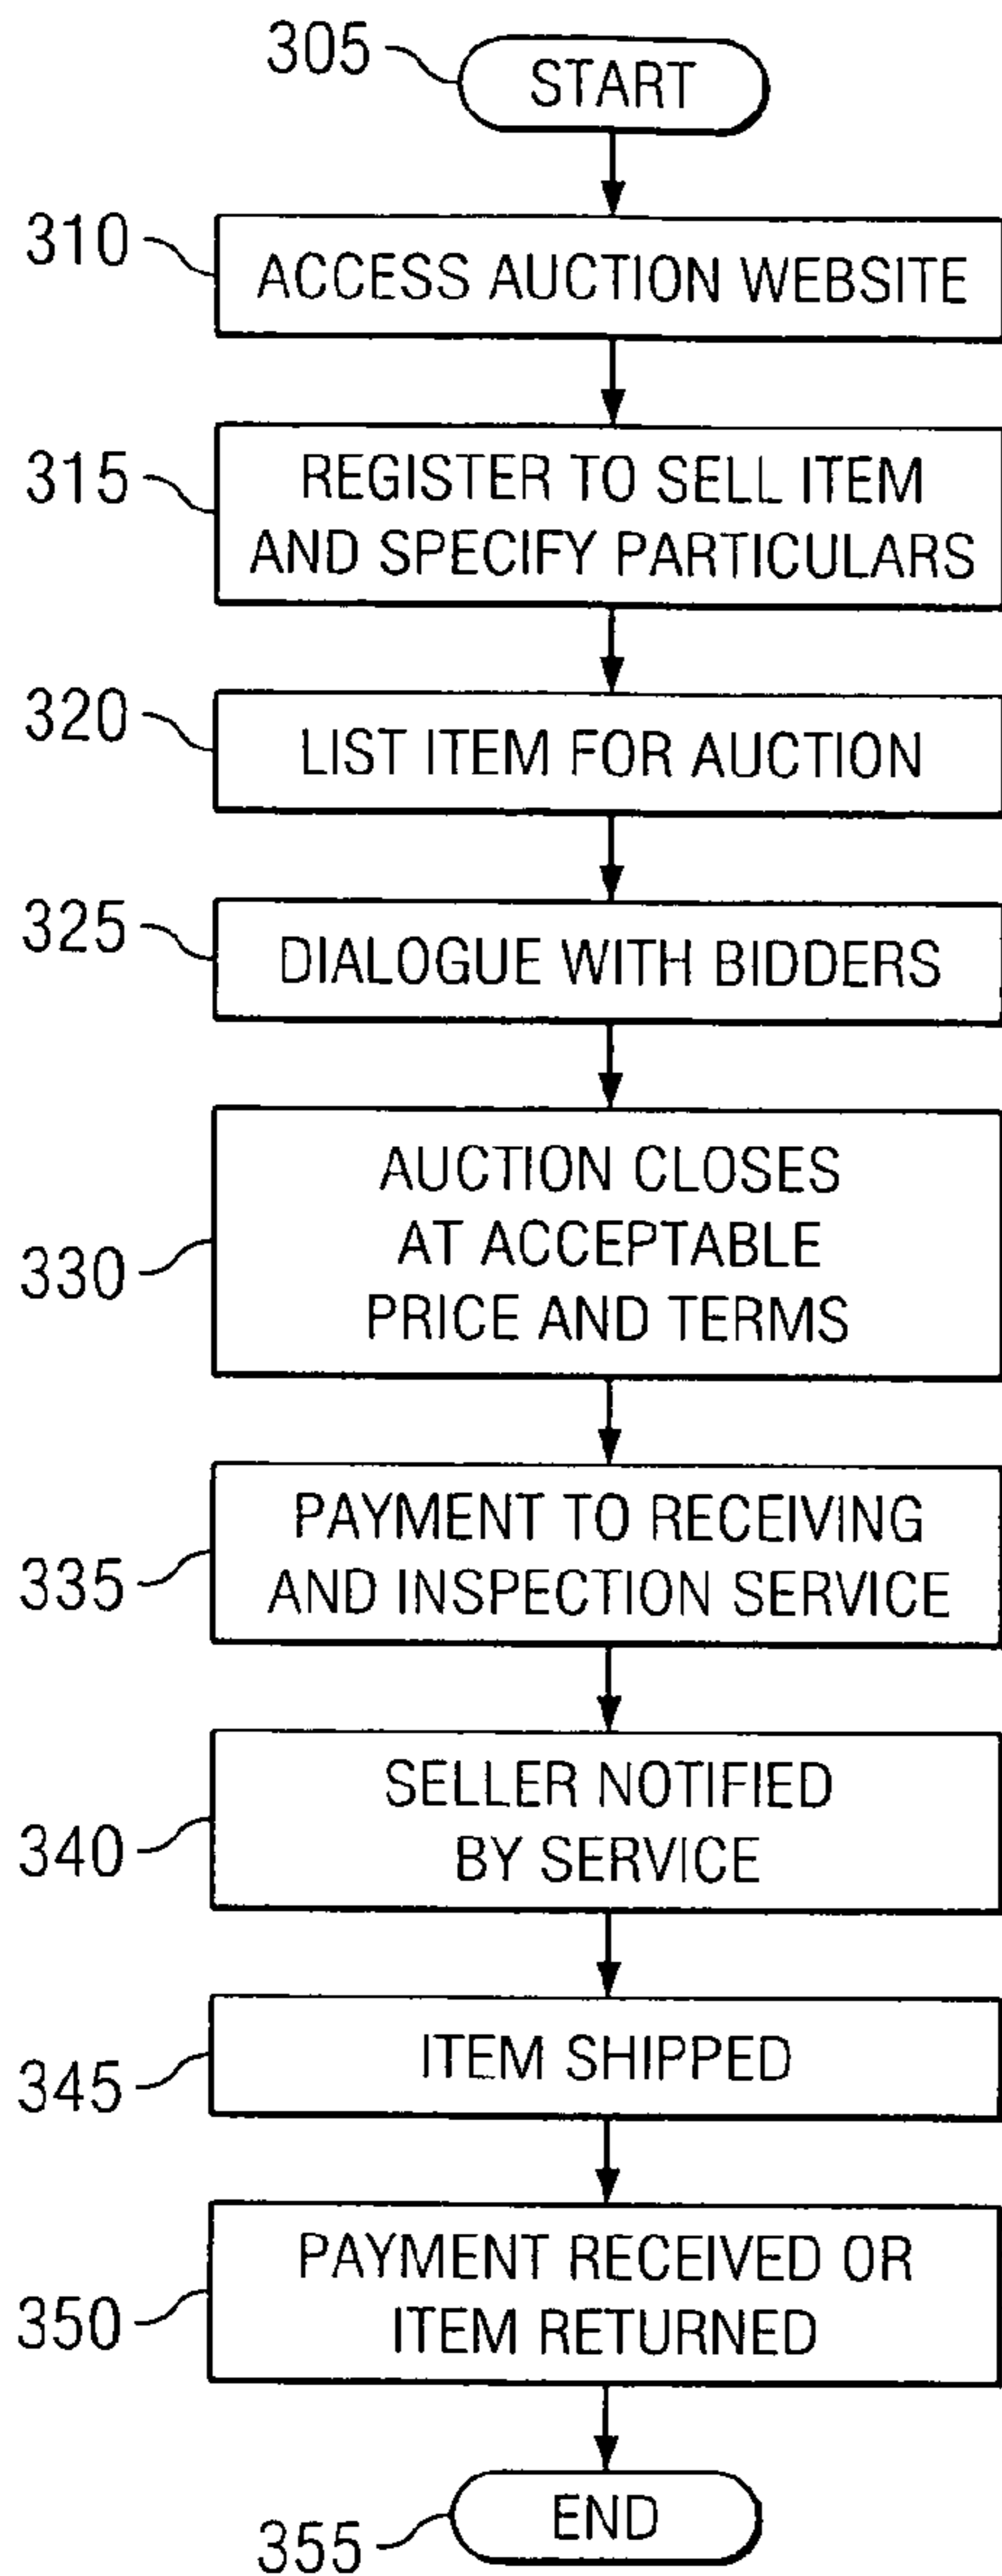 305
START
310
ACCESS AUCTION WEBSITE
315
REGISTER TO SELL ITEM
AND SPECIFY PARTICULARS
320
LIST ITEM FOR AUCTION
325
DIALOGUE WITH BIDDERS
330
AUCTION CLOSES
AT ACCEPTABLE
PRICE AND TERMS
335
PAYMENT TO RECEIVING
AND INSPECTION SERVICE
340
SELLER NOTIFIED
BY SERVICE
345
ITEM SHIPPED
350
PAYMENT RECEIVED OR
ITEM RETURNED
355
END